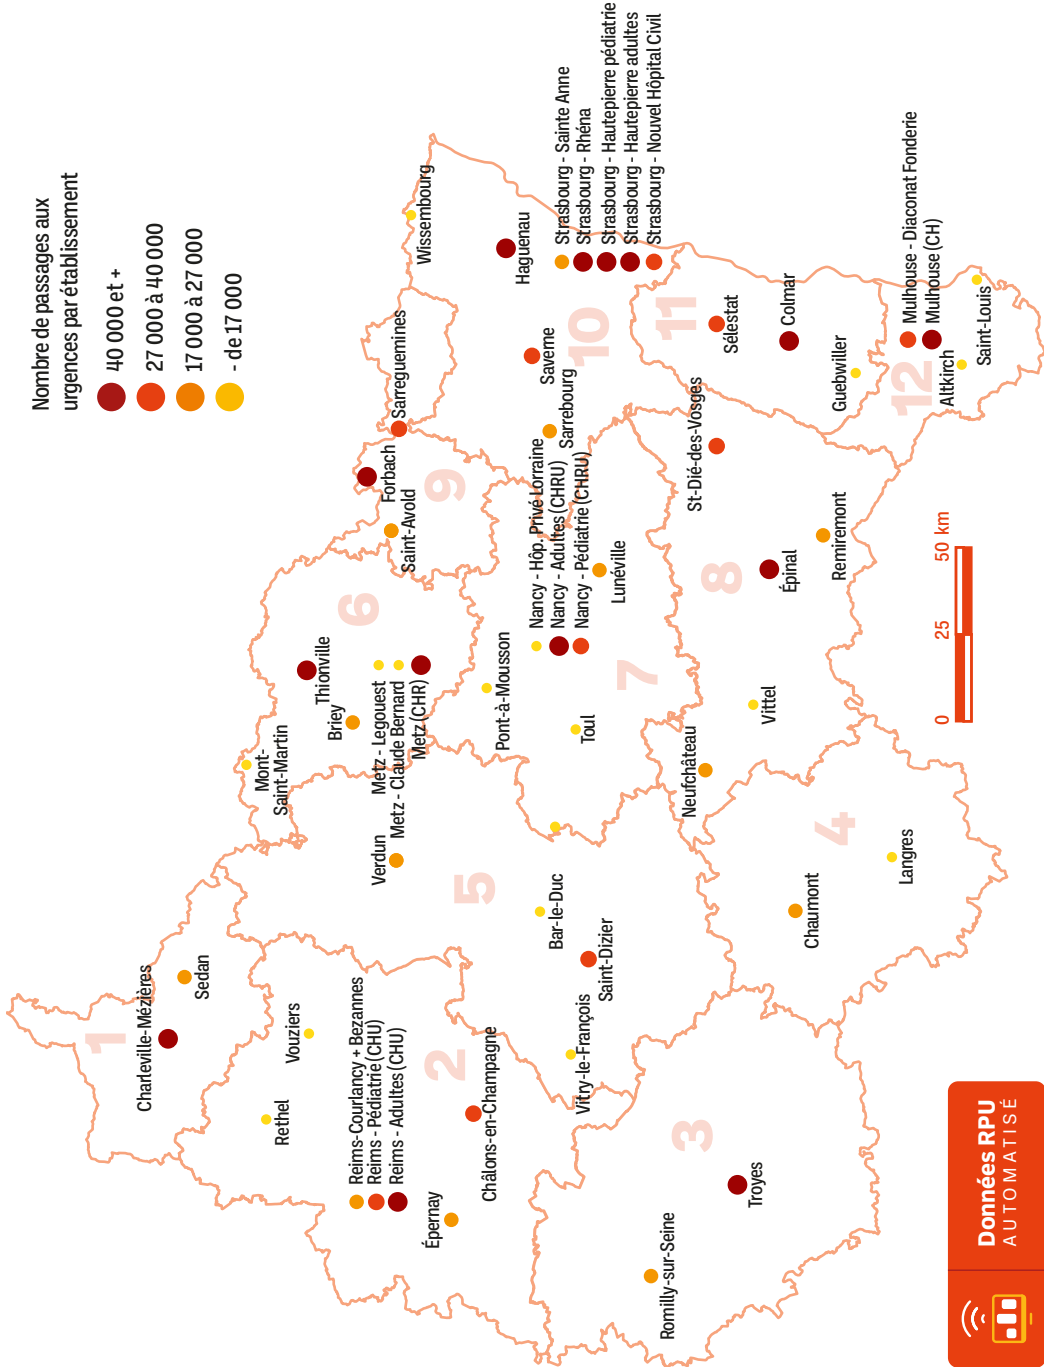 Nombre de passages aux
urgences par établissement
40 000 et +
27 000 à 40 000
17 000 à 27 000
- de 17 000
1
Charleville-Mézières
Sedan
Rethel
Vouziers
2
Reims-Courlancy + Bezannes
Reims - Pédiatrie (CHU)
Reims - Adultes (CHU)
Épernay
Châlons-en-Champagne
Vitry-le-François
3
Romilly-sur-Seine
Troyes
4
Chaumont
Langres
5
Verdun
Bar-le-Duc
Saint-Dizier
6
Mont-
Saint-Martin
Briey
Thionville
Metz - Legouest
Metz - Claude Bernard
Metz (CHR)
7
Pont-à-Mousson
Toul
Nancy - Hôp. Privé Lorraine
Nancy - Adultes (CHRU)
Nancy - Pédiatrie (CHRU)
Lunéville
8
Neufchâteau
Vittel
Épinal
Remiremont
St-Dié-des-Vosges
9
Forbach
Saint-Avold
Sarreguemines
10
Wissembourg
Haguenau
Saverne
Sarrebourg
Strasbourg - Sainte Anne
Strasbourg - Rhéna
Strasbourg - Hautepierre pédiatrie
Strasbourg - Hautepierre adultes
Strasbourg - Nouvel Hôpital Civil
11
Sélestat
Colmar
Guebwiller
12
Mulhouse - Diaconat Fonderie
Mulhouse (CH)
Altkirch
Saint-Louis
0 25 50 km
Données RPU
AUTOMATISÉ